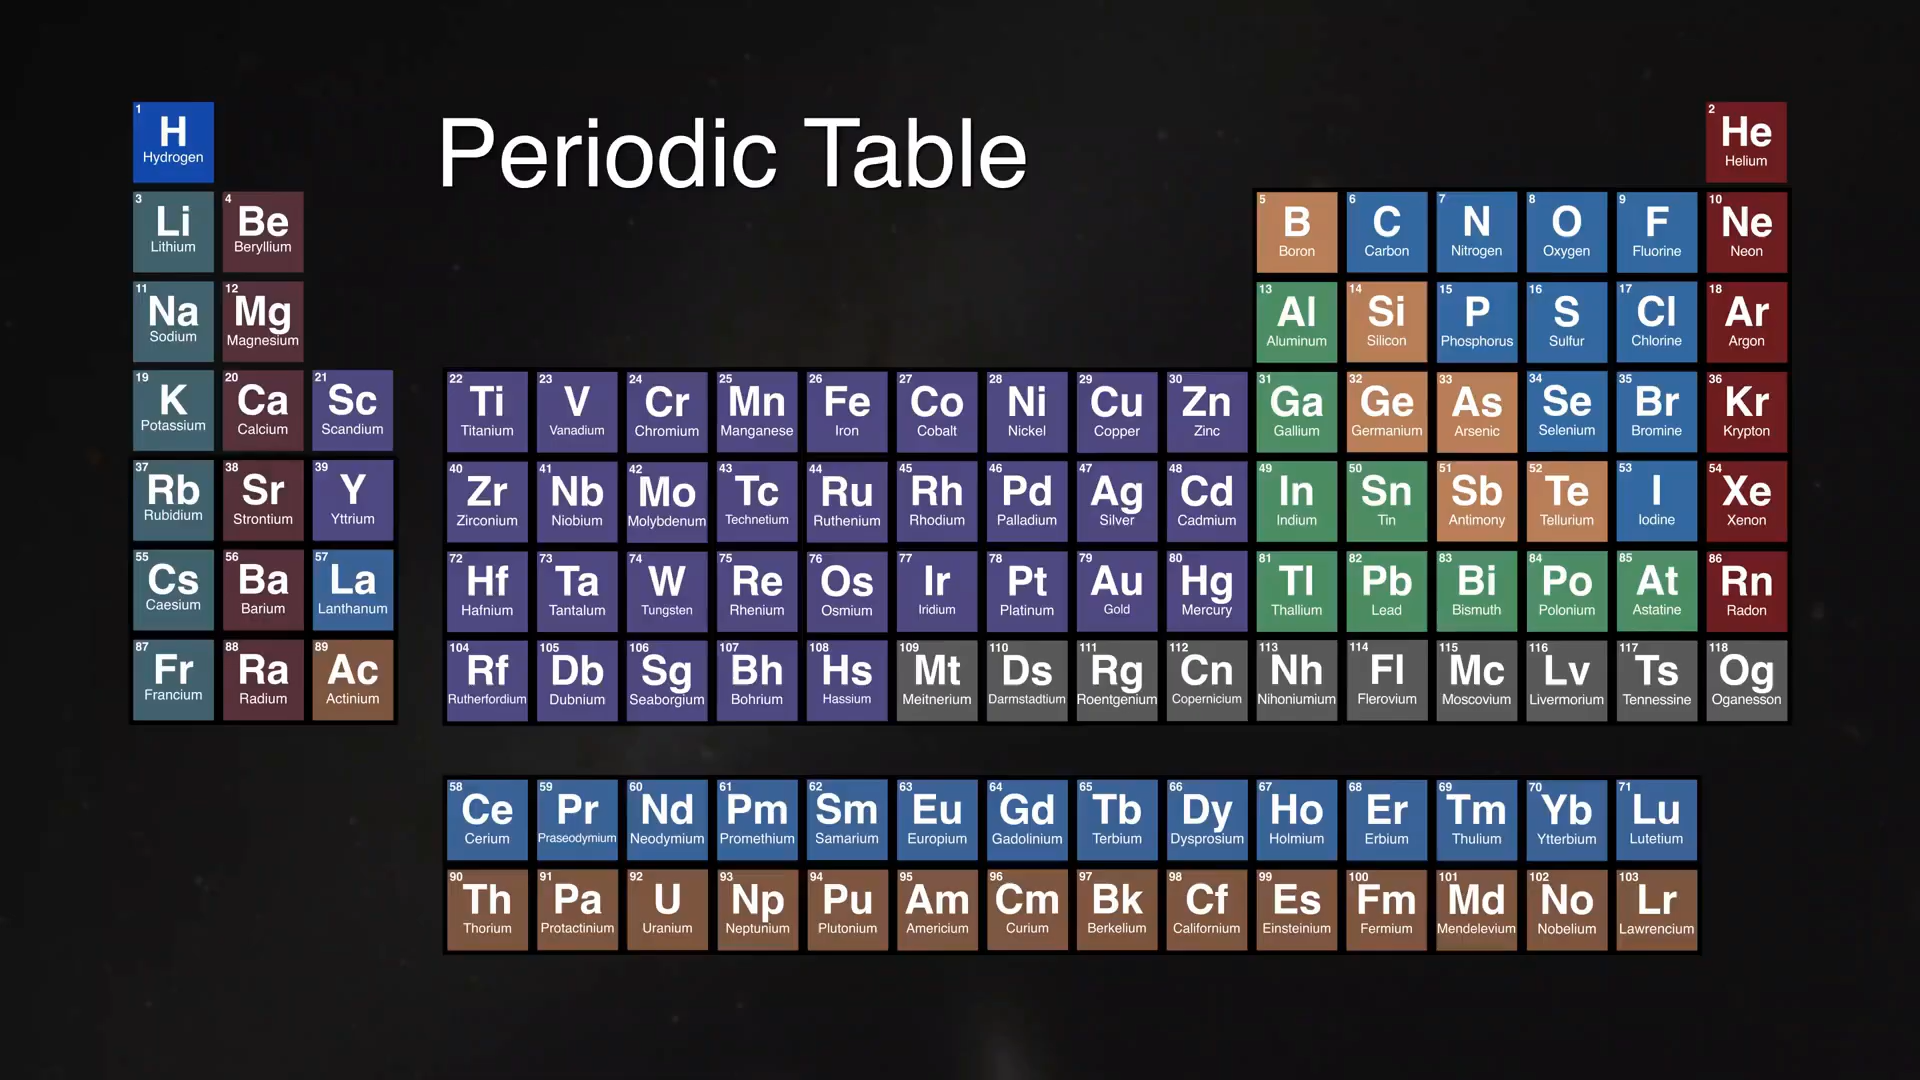 Periodic Table
1 H Hydrogen
2 He Helium
3 Li Lithium
4 Be Beryllium
5 B Boron
6 C Carbon
7 N Nitrogen
8 O Oxygen
9 F Fluorine
10 Ne Neon
11 Na Sodium
12 Mg Magnesium
13 Al Aluminum
14 Si Silicon
15 P Phosphorus
16 S Sulfur
17 Cl Chlorine
18 Ar Argon
19 K Potassium
20 Ca Calcium
21 Sc Scandium
22 Ti Titanium
23 V Vanadium
24 Cr Chromium
25 Mn Manganese
26 Fe Iron
27 Co Cobalt
28 Ni Nickel
29 Cu Copper
30 Zn Zinc
31 Ga Gallium
32 Ge Germanium
33 As Arsenic
34 Se Selenium
35 Br Bromine
36 Kr Krypton
37 Rb Rubidium
38 Sr Strontium
39 Y Yttrium
40 Zr Zirconium
41 Nb Niobium
42 Mo Molybdenum
43 Tc Technetium
44 Ru Ruthenium
45 Rh Rhodium
46 Pd Palladium
47 Ag Silver
48 Cd Cadmium
49 In Indium
50 Sn Tin
51 Sb Antimony
52 Te Tellurium
53 I Iodine
54 Xe Xenon
55 Cs Caesium
56 Ba Barium
57 La Lanthanum
72 Hf Hafnium
73 Ta Tantalum
74 W Tungsten
75 Re Rhenium
76 Os Osmium
77 Ir Iridium
78 Pt Platinum
79 Au Gold
80 Hg Mercury
81 Tl Thallium
82 Pb Lead
83 Bi Bismuth
84 Po Polonium
85 At Astatine
86 Rn Radon
87 Fr Francium
88 Ra Radium
89 Ac Actinium
104 Rf Rutherfordium
105 Db Dubnium
106 Sg Seaborgium
107 Bh Bohrium
108 Hs Hassium
109 Mt Meitnerium
110 Ds Darmstadtium
111 Rg Roentgenium
112 Cn Copernicium
113 Nh Nihoniumium
114 Fl Flerovium
115 Mc Moscovium
116 Lv Livermorium
117 Ts Tennessine
118 Og Oganesson
58 Ce Cerium
59 Pr Praseodymium
60 Nd Neodymium
61 Pm Promethium
62 Sm Samarium
63 Eu Europium
64 Gd Gadolinium
65 Tb Terbium
66 Dy Dysprosium
67 Ho Holmium
68 Er Erbium
69 Tm Thulium
70 Yb Ytterbium
71 Lu Lutetium
90 Th Thorium
91 Pa Protactinium
92 U Uranium
93 Np Neptunium
94 Pu Plutonium
95 Am Americium
96 Cm Curium
97 Bk Berkelium
98 Cf Californium
99 Es Einsteinium
100 Fm Fermium
101 Md Mendelevium
102 No Nobelium
103 Lr Lawrencium